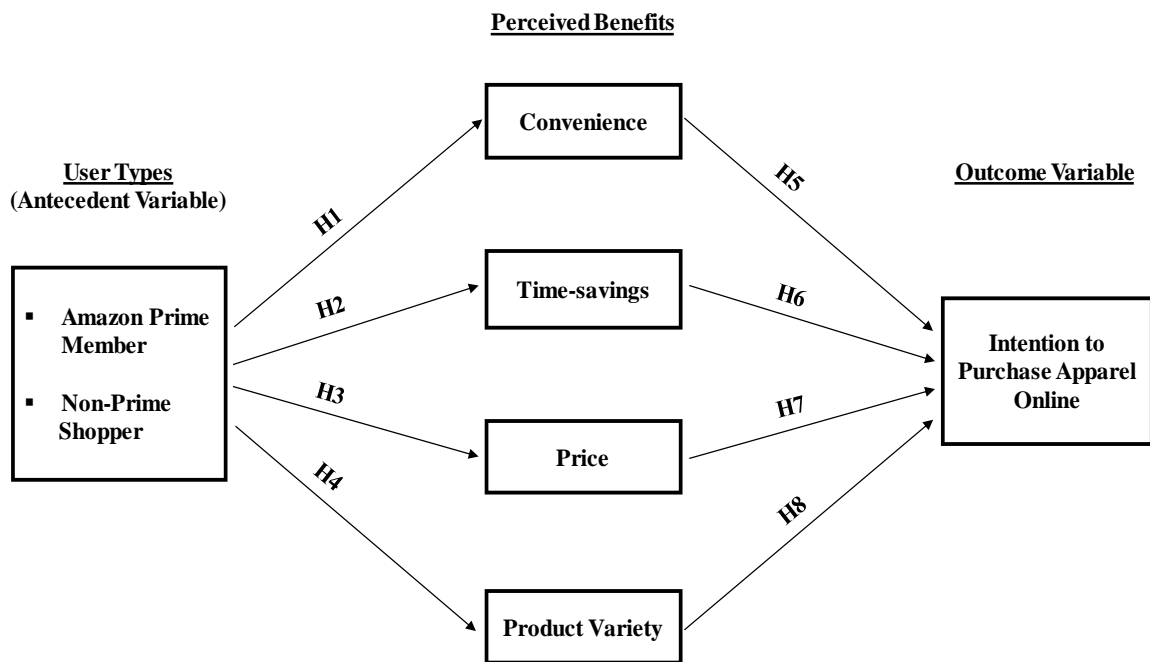 Perceived Benefits
Convenience
User Types
(Antecedent Variable)
H5
Outcome Variable
H1
▪ Amazon Prime
Member
▪ Non-Prime
Shopper
H2
Time-savings
H6
Intention to
Purchase Apparel
Online
H3
H7
Price
H4
H8
Product Variety